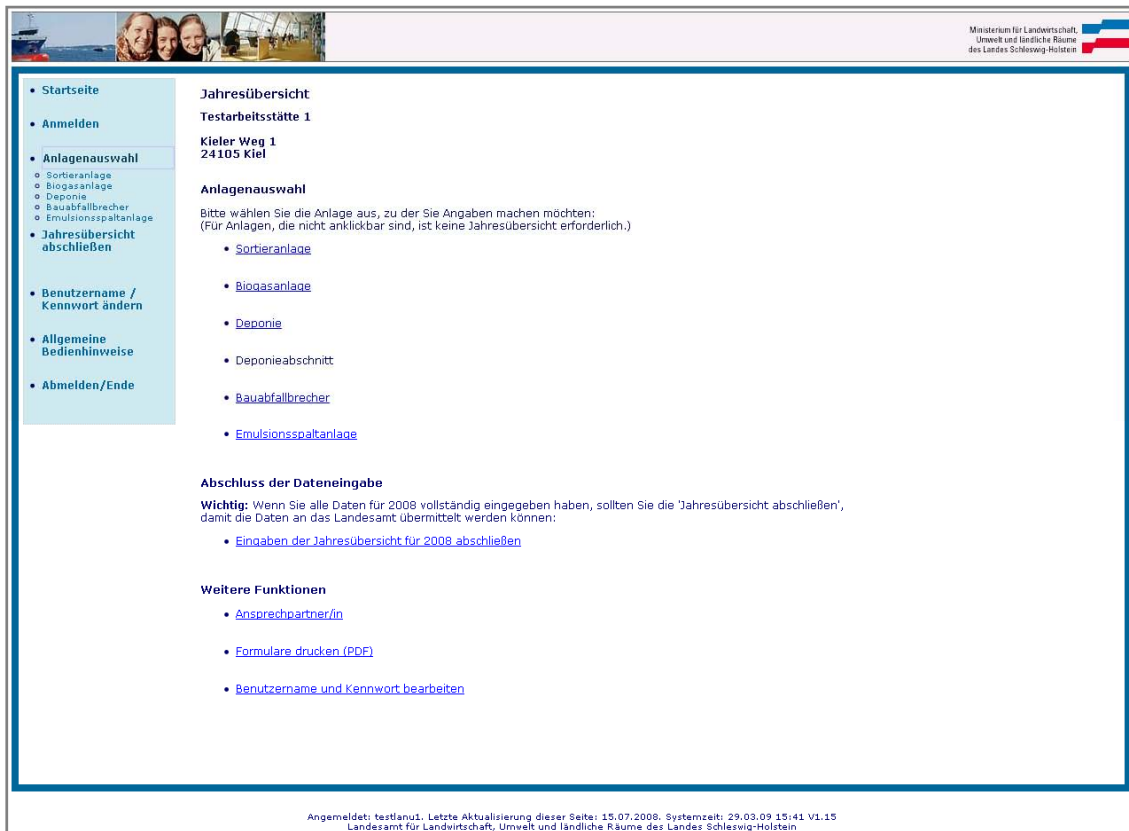 Ministerium für Landwirtschaft,
Umwelt und ländliche Räume
des Landes Schleswig-Holstein
Startseite
Anmelden
Anlagenauswahl
Sortieranlage
Biogasanlage
Deponie
Bauabfallbrecher
Emulsionsspaltanlage
Jahresübersicht
abschließen
Benutzername /
Kennwort ändern
Allgemeine
Bedienhinweise
Abmelden/Ende
Jahresübersicht
Testarbeitsstätte 1
Kieler Weg 1
24105 Kiel
Anlagenauswahl
Bitte wählen Sie die Anlage aus, zu der Sie Angaben machen möchten:
(Für Anlagen, die nicht anklickbar sind, ist keine Jahresübersicht erforderlich.)
Sortieranlage
Biogasanlage
Deponie
Deponieabschnitt
Bauabfallbrecher
Emulsionsspaltanlage
Abschluss der Dateneingabe
Wichtig: Wenn Sie alle Daten für 2008 vollständig eingegeben haben, sollten Sie die 'Jahresübersicht abschließen',
damit die Daten an das Landesamt übermittelt werden können:
Eingaben der Jahresübersicht für 2008 abschließen
Weitere Funktionen
Ansprechpartner/in
Formulare drucken (PDF)
Benutzername und Kennwort bearbeiten
Angemeldet: testlanu1. Letzte Aktualisierung dieser Seite: 15.07.2008. Systemzeit: 29.03.09 15:41 V1.15
Landesamt für Landwirtschaft, Umwelt und ländliche Räume des Landes Schleswig-Holstein